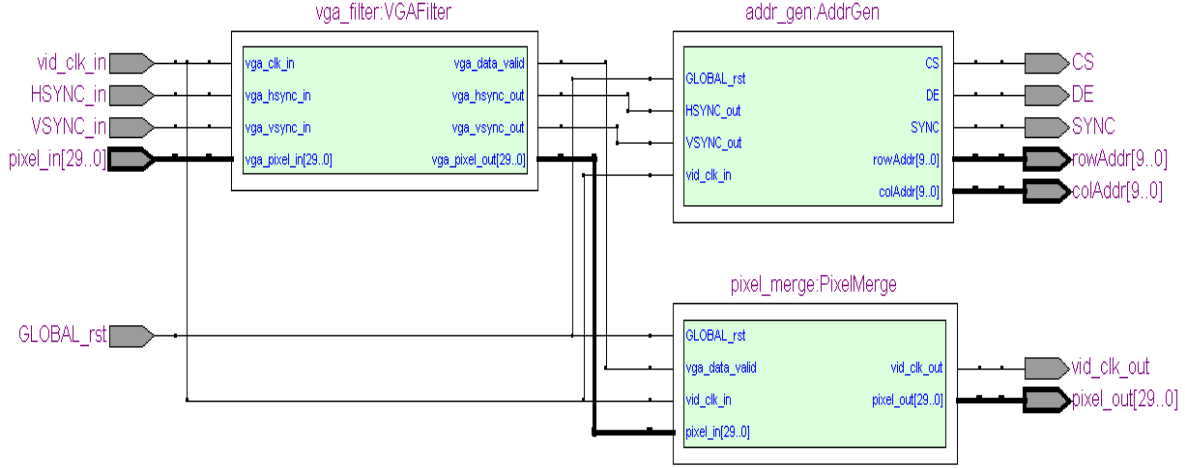 vga_filter:VGAFilter
addr_gen:AddrGen
vid_clk_in
HSYNC_in
VSYNC_in
pixel_in[29..0]
GLOBAL_rst
vga_clk_in
vga_hsync_in
vga_vsync_in
vga_pixel_in[29..0]
vga_data_valid
vga_hsync_out
vga_vsync_out
vga_pixel_out[29..0]
GLOBAL_rst
HSYNC_out
VSYNC_out
vid_clk_in
CS
DE
SYNC
rowAddr[9..0]
colAddr[9..0]
CS
DE
SYNC
rowAddr[9..0]
colAddr[9..0]
pixel_merge:PixelMerge
GLOBAL_rst
vga_data_valid
vid_clk_in
pixel_in[29..0]
vid_clk_out
pixel_out[29..0]
vid_clk_out
pixel_out[29..0]